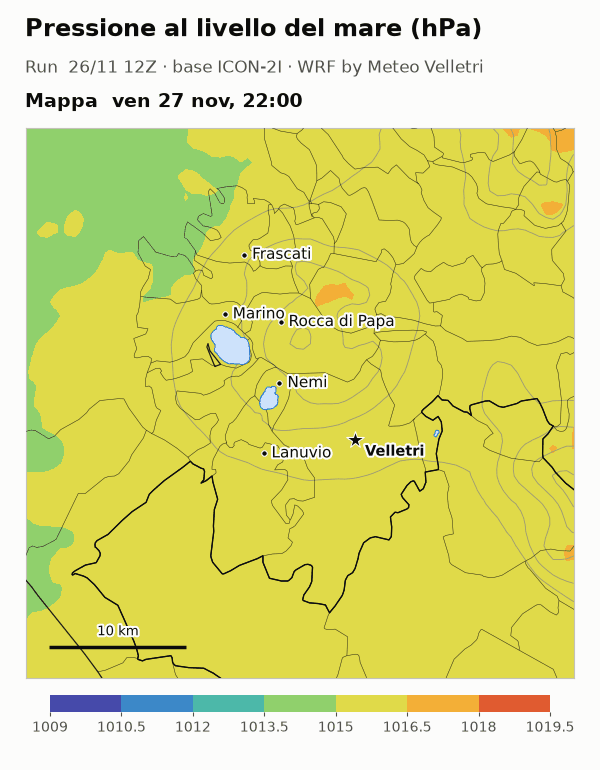 Pressione al livello del mare (hPa)
Run  26/11 12Z · base ICON-2I · WRF by Meteo Velletri
Mappa  ven 27 nov, 22:00
Frascati
Marino
Rocca di Papa
Nemi
Velletri
Lanuvio
10 km
1009 1010.5 1012 1013.5 1015 1016.5 1018 1019.5